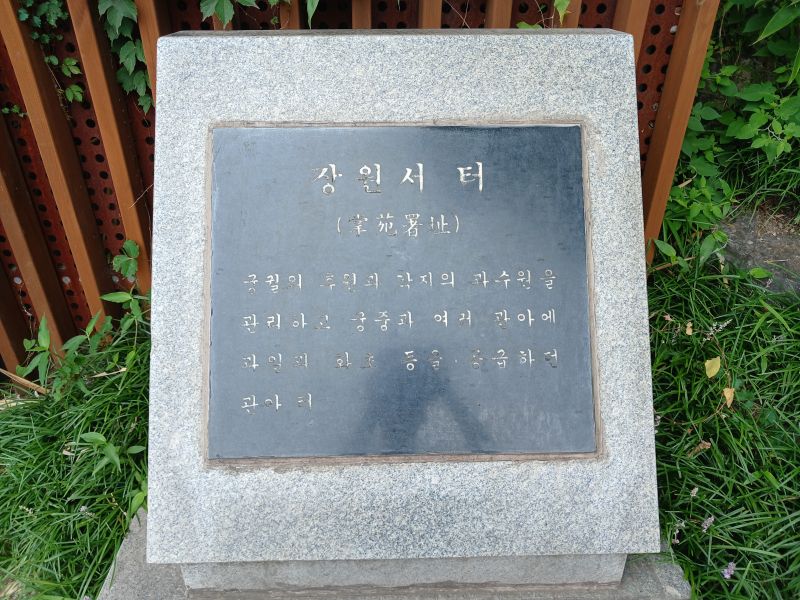 장원서 터
(掌苑署址)
궁궐의 후원과 각지의 과수원을
관리하고 궁중과 여러 관아에
과일과 화초 등을 공급하던
관아 터